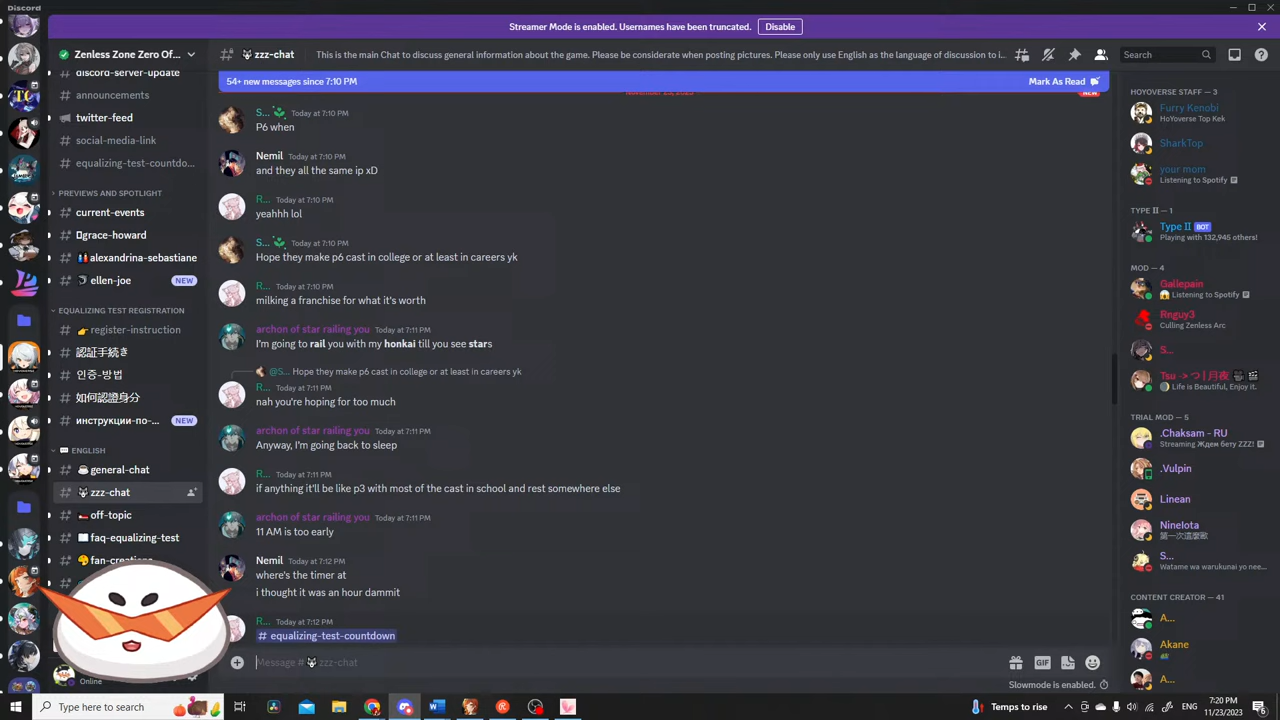 Discord
Streamer Mode is enabled. Usernames have been truncated.
Disable
Zenless Zone Zero Of...
zzz-chat
This is the main Chat to discuss general information about the game. Please be considerate when posting pictures. Please only use English as the language of discussion to i...
Search
54+ new messages since 7:10 PM
Mark As Read
NEW
discord-server-update
announcements
twitter-feed
social-media-link
equalizing-test-countdo...
PREVIEWS AND SPOTLIGHT
current-events
grace-howard
alexandrina-sebastiane
ellen-joe
NEW
EQUALIZING TEST REGISTRATION
👉register-instruction
認証手続き
인증-방법
如何認證身分
инструкции-по-...
NEW
ENGLISH
general-chat
zzz-chat
off-topic
faq-equalizing-test
fan-creations
Online
S... Today at 7:10 PM
P6 when
Nemil Today at 7:10 PM
and they all the same ip xD
R... Today at 7:10 PM
yeahhh lol
S... Today at 7:10 PM
Hope they make p6 cast in college or at least in careers yk
R... Today at 7:10 PM
milking a franchise for what it's worth
archon of star railing you Today at 7:11 PM
I'm going to rail you with my honkai till you see stars
@S... Hope they make p6 cast in college or at least in careers yk
R... Today at 7:11 PM
nah you're hoping for too much
archon of star railing you Today at 7:11 PM
Anyway, I'm going back to sleep
R... Today at 7:11 PM
if anything it'll be like p3 with most of the cast in school and rest somewhere else
archon of star railing you Today at 7:11 PM
11 AM is too early
Nemil Today at 7:12 PM
where's the timer at
i thought it was an hour dammit
R... Today at 7:12 PM
# equalizing-test-countdown
Message #🐺zzz-chat
GIF
Slowmode is enabled.
HOYOVERSE STAFF — 3
Furry Kenobi
HoYoverse Top Kek
SharkTop
your mom
Listening to Spotify
TYPE II — 1
Type II BOT
Playing with 132,945 others!
MOD — 4
Gallepain
😱 Listening to Spotify
Rnguy3
Culling Zenless Arc
S...
Tsu -> つ | 月夜
Life is Beautiful, Enjoy it.
TRIAL MOD — 5
.Chaksam - RU
Streaming Ждем бету ZZZ!
.Vulpin
Linean
NineIota
第一次這麼歐
S...
Watame wa warukunai yo nee...
CONTENT CREATOR — 41
A...
Akane
A...
Type here to search
Temps to rise
ENG
7:20 PM
11/23/2023